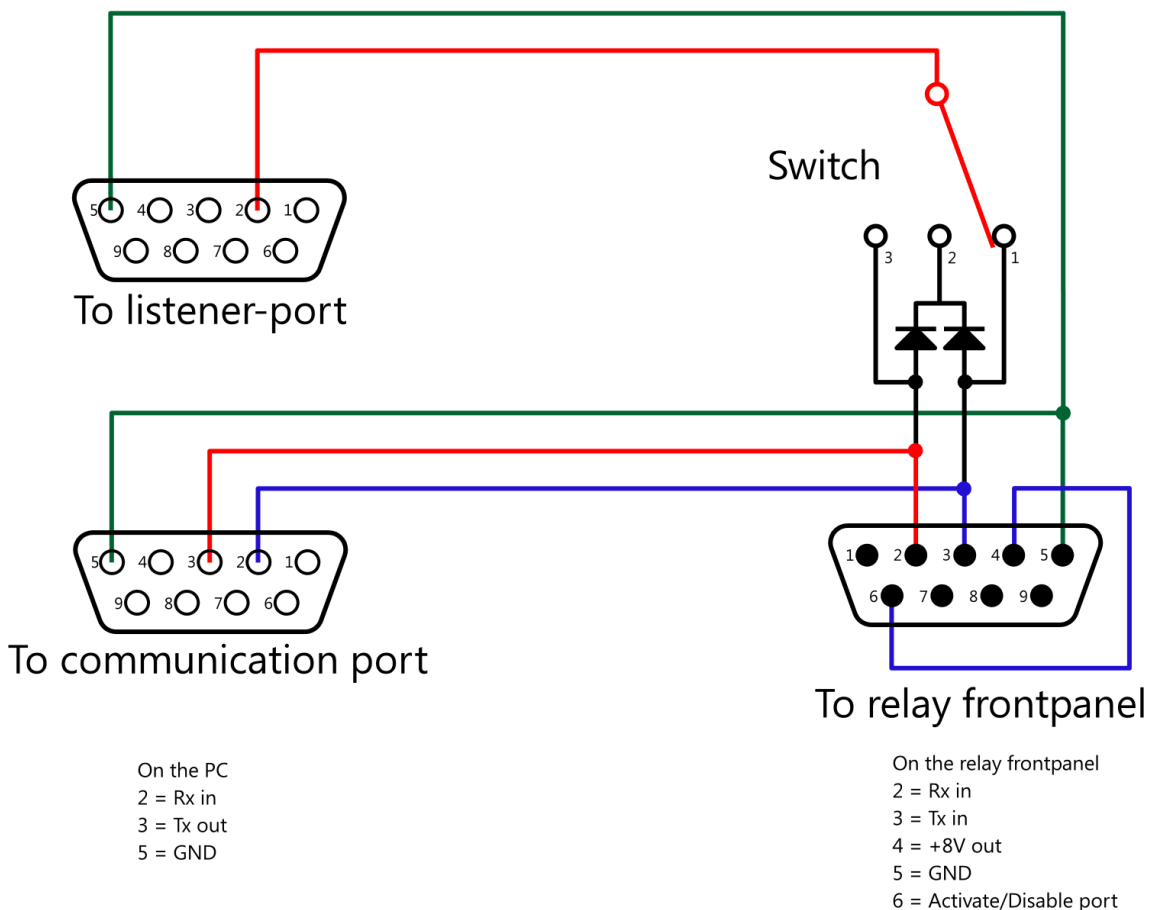 Switch
5 4 3 2 1
9 8 7 6
3 2 1
To listener-port
5 4 3 2 1
9 8 7 6
1 2 3 4 5
6 7 8 9
To communication port
To relay frontpanel
On the PC
2 = Rx in
3 = Tx out
5 = GND
On the relay frontpanel
2 = Rx in
3 = Tx in
4 = +8V out
5 = GND
6 = Activate/Disable port